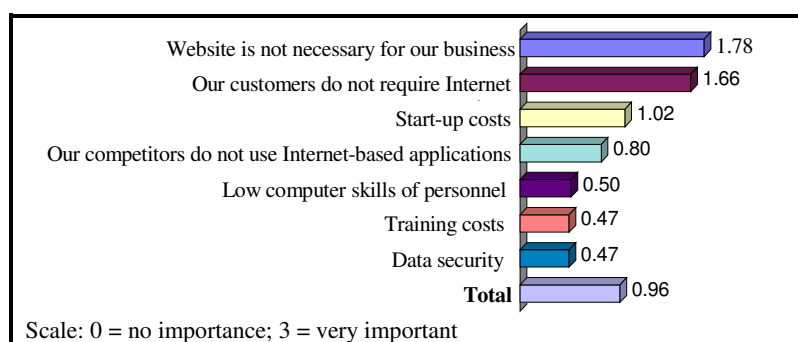 Website is not necessary for our business 1.78
Our customers do not require Internet 1.66
Start-up costs 1.02
Our competitors do not use Internet-based applications 0.80
Low computer skills of personnel 0.50
Training costs 0.47
Data security 0.47
Total 0.96
Scale: 0 = no importance; 3 = very important